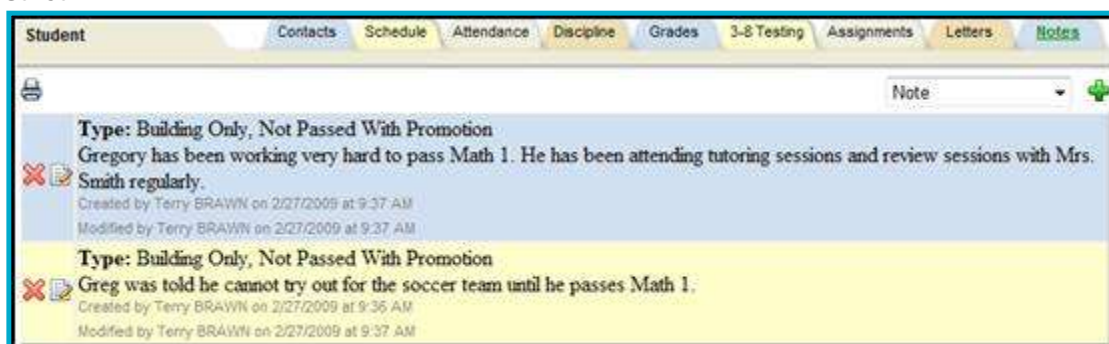 Student Contacts Schedule Attendance Discipline Grades 3-8 Testing Assignments Letters Notes
Note
Type: Building Only, Not Passed With Promotion
Gregory has been working very hard to pass Math 1. He has been attending tutoring sessions and review sessions with Mrs.
Smith regularly.
Created by Terry BRAWN on 2/27/2009 at 9:37 AM
Modified by Terry BRAWN on 2/27/2009 at 9:37 AM
Type: Building Only, Not Passed With Promotion
Greg was told he cannot try out for the soccer team until he passes Math 1.
Created by Terry BRAWN on 2/27/2009 at 9:36 AM
Modified by Terry BRAWN on 2/27/2009 at 9:37 AM